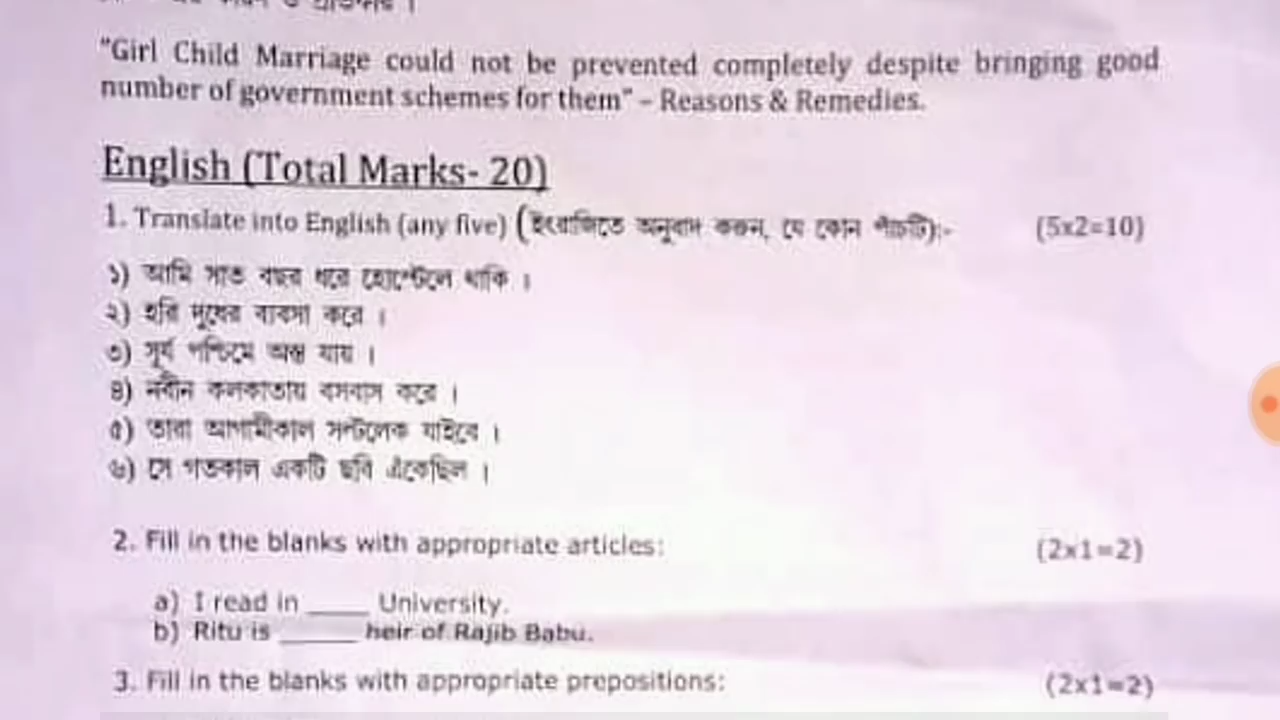 "Girl Child Marriage could not be prevented completely despite bringing good
number of government schemes for them" – Reasons & Remedies.
English (Total Marks- 20)
1. Translate into English (any five) (ইংরাজিতে অনুবাদ করুন, যে কোন পাঁচটি):- (5x2=10)
১) আমি সাত বছর ধরে হোস্টেলে থাকি ।
২) হরি দুধের ব্যবসা করে ।
৩) সূর্য পশ্চিমে অস্ত যায় ।
৪) নবীন কলকাতায় বসবাস করে ।
৫) তারা আগামীকাল সল্টলেক যাইবে ।
৬) সে গতকাল একটি ছবি এঁকেছিল ।
2. Fill in the blanks with appropriate articles: (2x1=2)
a) I read in ____ University.
b) Ritu is _____ heir of Rajib Babu.
3. Fill in the blanks with appropriate prepositions: (2x1=2)